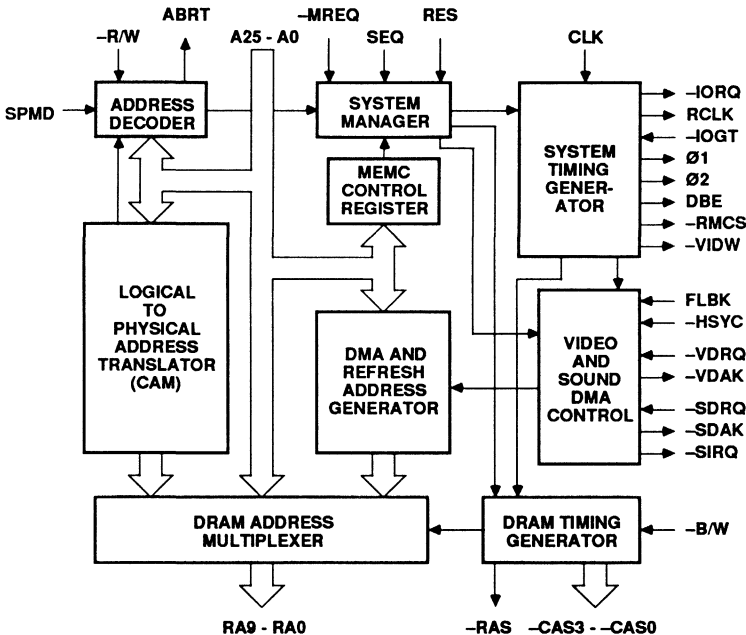 ABRT
–MREQ
RES
–R/W
A25 - A0
SEQ
CLK
SPMD
ADDRESS
DECODER
SYSTEM
MANAGER
SYSTEM
TIMING
GENER-
ATOR
–IORQ
RCLK
–IOGT
Ø1
Ø2
DBE
–RMCS
–VIDW
MEMC
CONTROL
REGISTER
LOGICAL
TO
PHYSICAL
ADDRESS
TRANSLATOR
(CAM)
DMA AND
REFRESH
ADDRESS
GENERATOR
VIDEO
AND
SOUND
DMA
CONTROL
FLBK
–HSYC
–VDRQ
–VDAK
–SDRQ
–SDAK
–SIRQ
DRAM ADDRESS
MULTIPLEXER
DRAM TIMING
GENERATOR
–B/W
RA9 - RA0
–RAS
–CAS3 - –CAS0